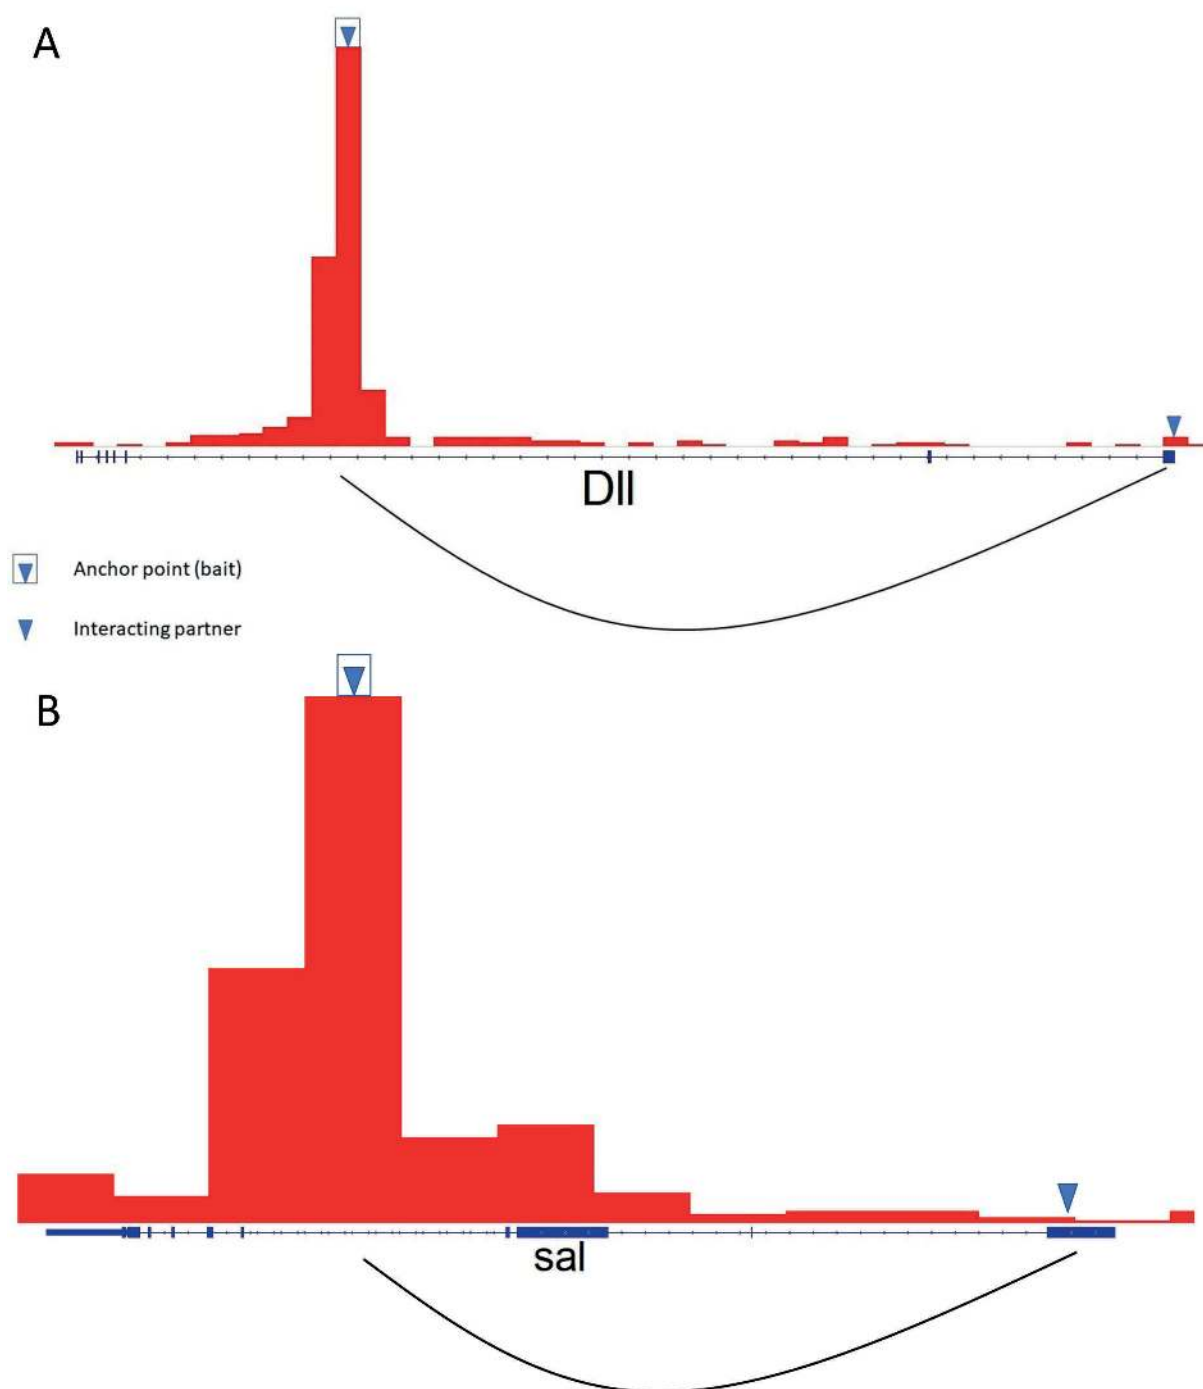 A
Dll
Anchor point (bait)
Interacting partner
B
sal